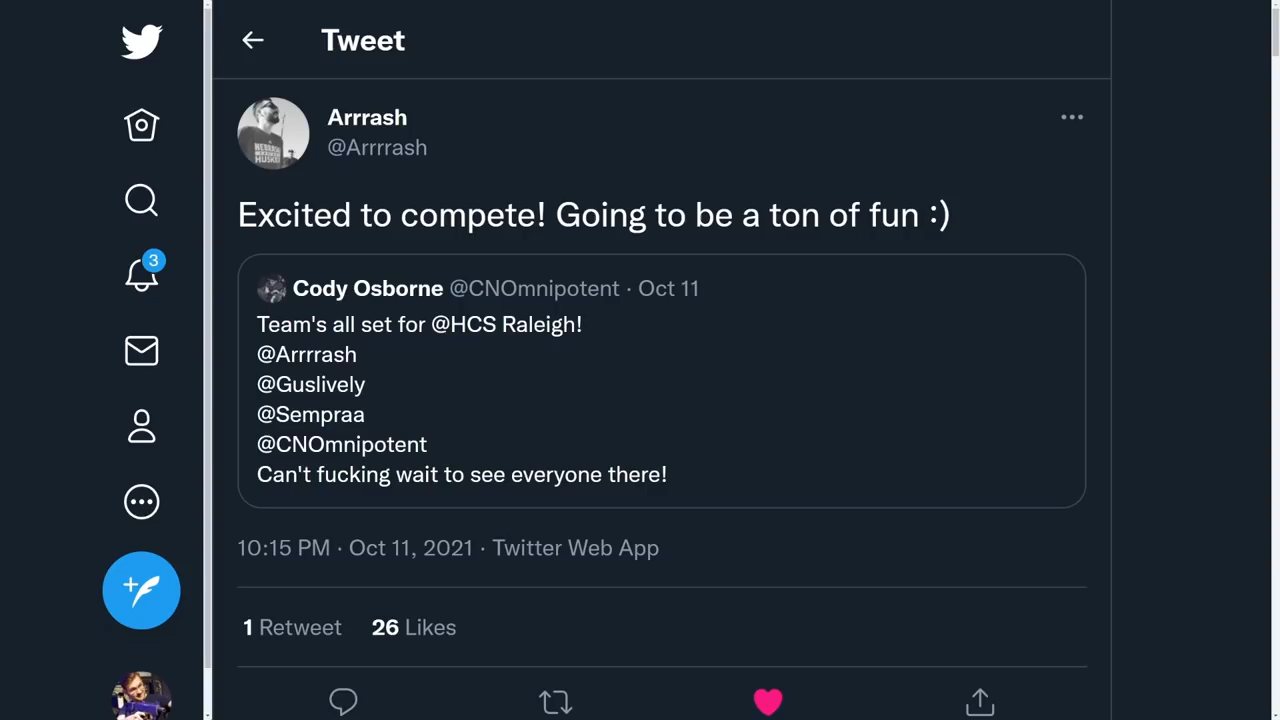 Tweet
Arrrash
@Arrrrash
Excited to compete! Going to be a ton of fun :)
Cody Osborne @CNOmnipotent · Oct 11
Team's all set for @HCS Raleigh!
@Arrrrash
@Guslively
@Sempraa
@CNOmnipotent
Can't fucking wait to see everyone there!
10:15 PM · Oct 11, 2021 · Twitter Web App
1 Retweet 26 Likes
3